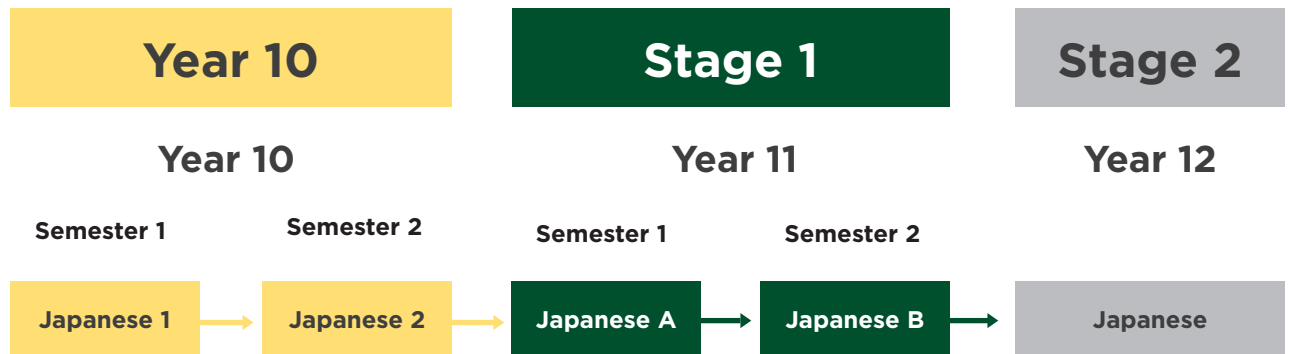 Year 10
Stage 1
Stage 2
Year 10
Year 11
Year 12
Semester 1
Semester 2
Semester 1
Semester 2
Japanese 1
Japanese 2
Japanese A
Japanese B
Japanese